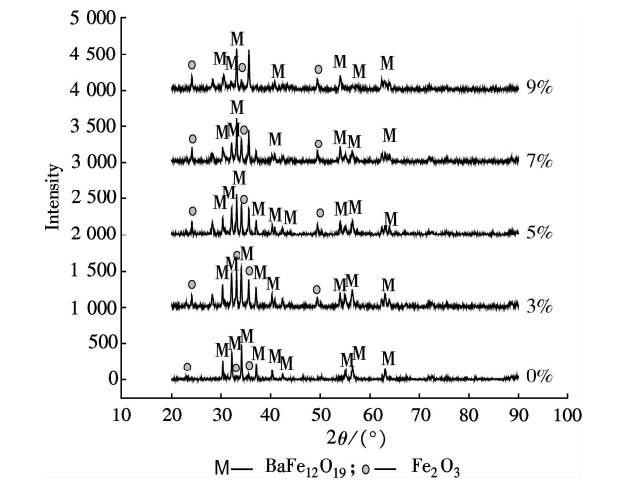 5 000
M
M M
4 500
M M
M M
4 000
9%
M
3 500
M M
M M M M
3 000
7%
M
2 500
M M
M M M M M M
2 000
5%
M M
1 500
M M
M M M M
1 000
3%
M M
500
M M M M M M M
0
0%
Intensity
10 20 30 40 50 60 70 80 90 100
2θ/(°)
M— BaFe₁₂O₁₉; — Fe₂O₃